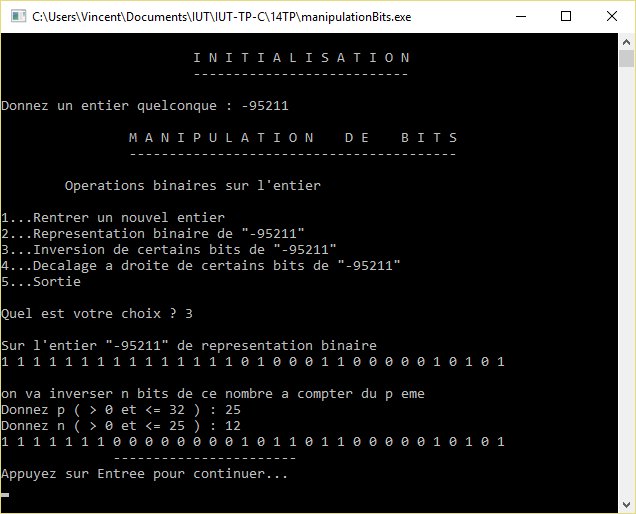 C:\Users\Vincent\Documents\IUT\IUT-TP-C\14TP\manipulationBits.exe
I N I T I A L I S A T I O N
---------------------------
Donnez un entier quelconque : -95211
M A N I P U L A T I O N   D E   B I T S
-----------------------------------------
Operations binaires sur l'entier
1...Rentrer un nouvel entier
2...Representation binaire de "-95211"
3...Inversion de certains bits de "-95211"
4...Decalage a droite de certains bits de "-95211"
5...Sortie
Quel est votre choix ? 3
Sur l'entier "-95211" de representation binaire
1 1 1 1 1 1 1 1 1 1 1 1 1 1 1 0 1 0 0 0 1 1 0 0 0 0 0 1 0 1 0 1
on va inverser n bits de ce nombre a compter du p eme
Donnez p ( > 0 et <= 32 ) : 25
Donnez n ( > 0 et <= 25 ) : 12
1 1 1 1 1 1 1 0 0 0 0 0 0 0 0 1 0 1 1 0 1 1 0 0 0 0 0 1 0 1 0 1
-----------------------
Appuyez sur Entree pour continuer...